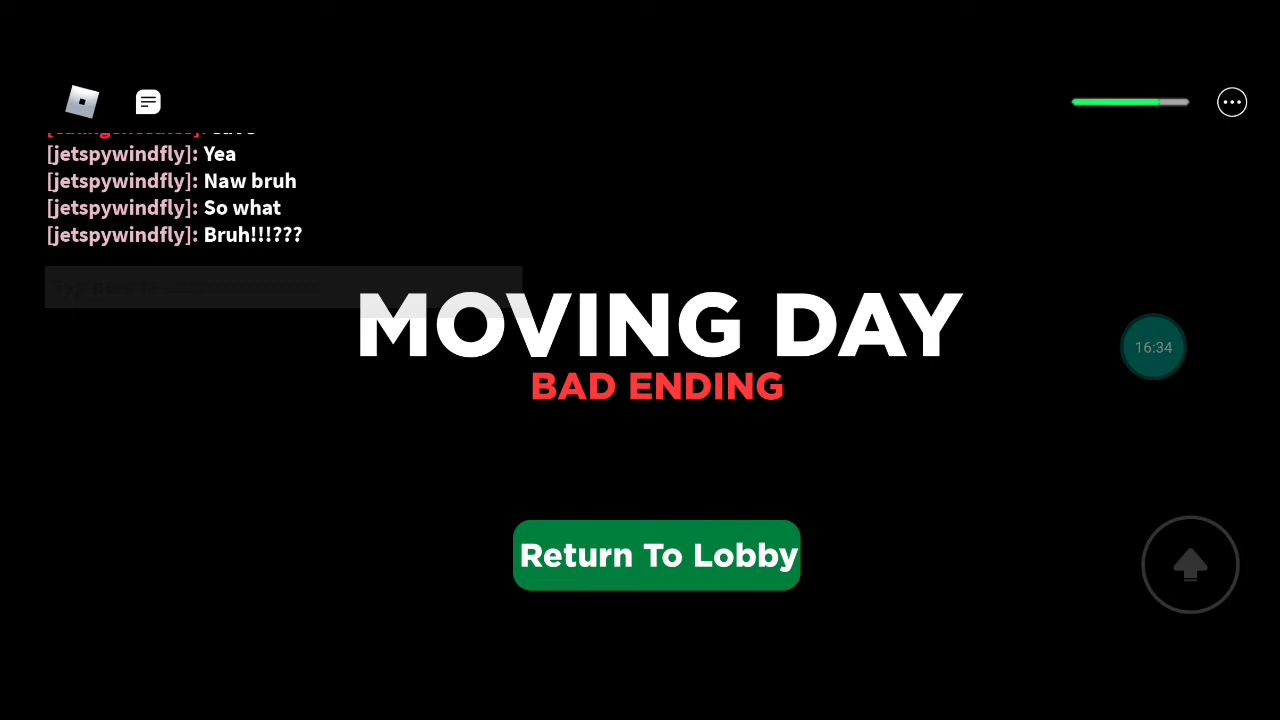 [jetspywindfly]: Yea
[jetspywindfly]: Naw bruh
[jetspywindfly]: So what
[jetspywindfly]: Bruh!!!???
MOVING DAY
BAD ENDING
16:34
Return To Lobby